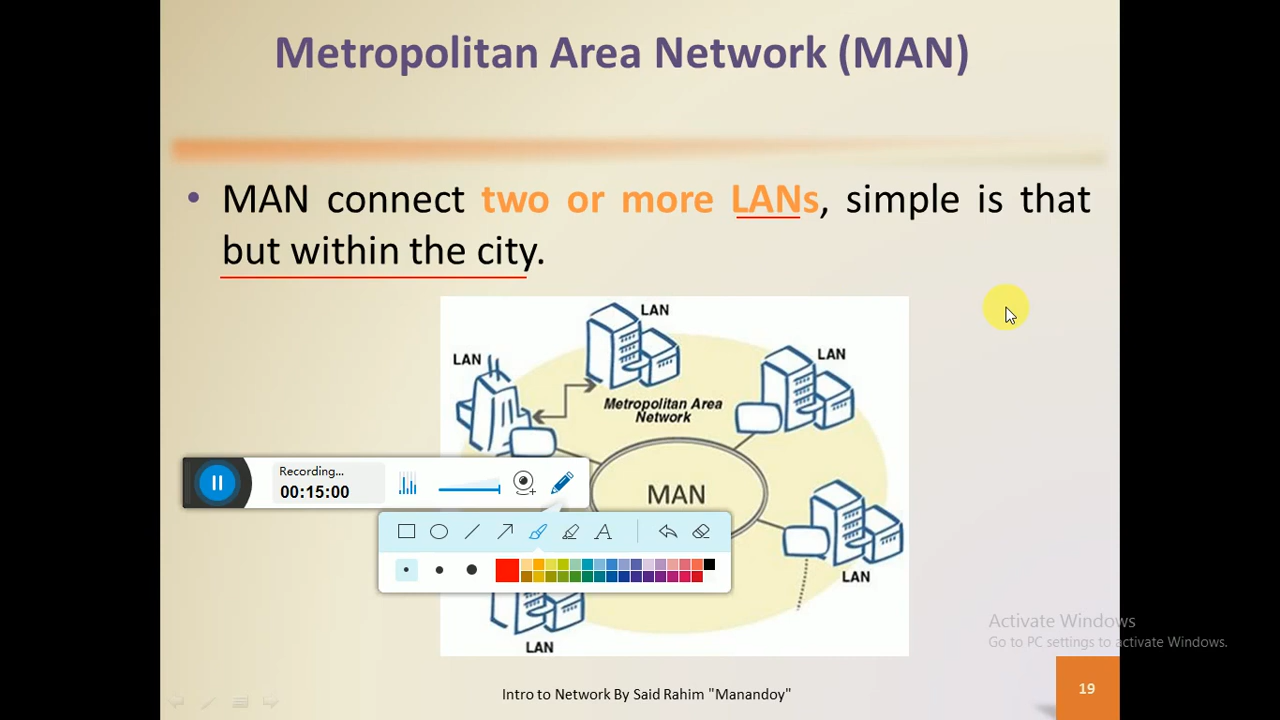 Metropolitan Area Network (MAN)
• MAN connect two or more LANs, simple is that
but within the city.
LAN
LAN
LAN
Metropolitan Area
Network
Recording...
00:15:00
MAN
A
LAN
LAN
Activate Windows
Go to PC settings to activate Windows.
Intro to Network By Said Rahim "Manandoy"
19